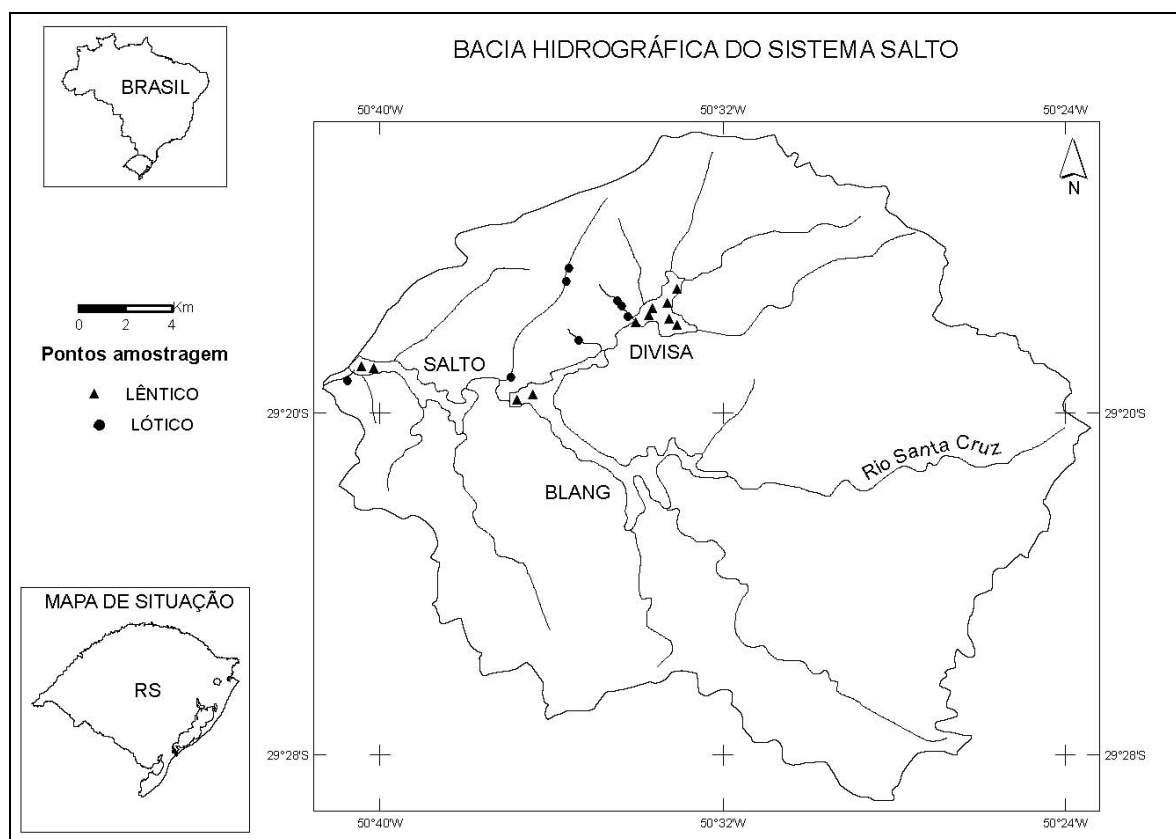 BACIA HIDROGRÁFICA DO SISTEMA SALTO
BRASIL
50°40'W
50°32'W
50°24'W
N
0 2 4 Km
Pontos amostragem
LÊNTICO
LÓTICO
SALTO
DIVISA
29°20'S
29°20'S
Rio Santa Cruz
BLANG
MAPA DE SITUAÇÃO
RS
29°28'S
29°28'S
50°40'W
50°32'W
50°24'W